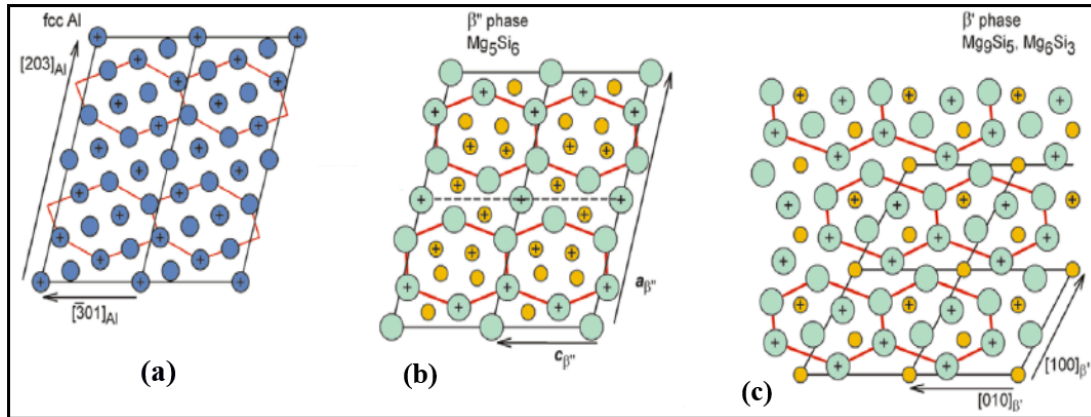 fcc Al
[203]Al
[3̅01]Al
(a)
β'' phase
Mg5Si6
aβ''
cβ''
(b)
β' phase
Mg9Si5, Mg6Si3
[100]β'
[010]β'
(c)